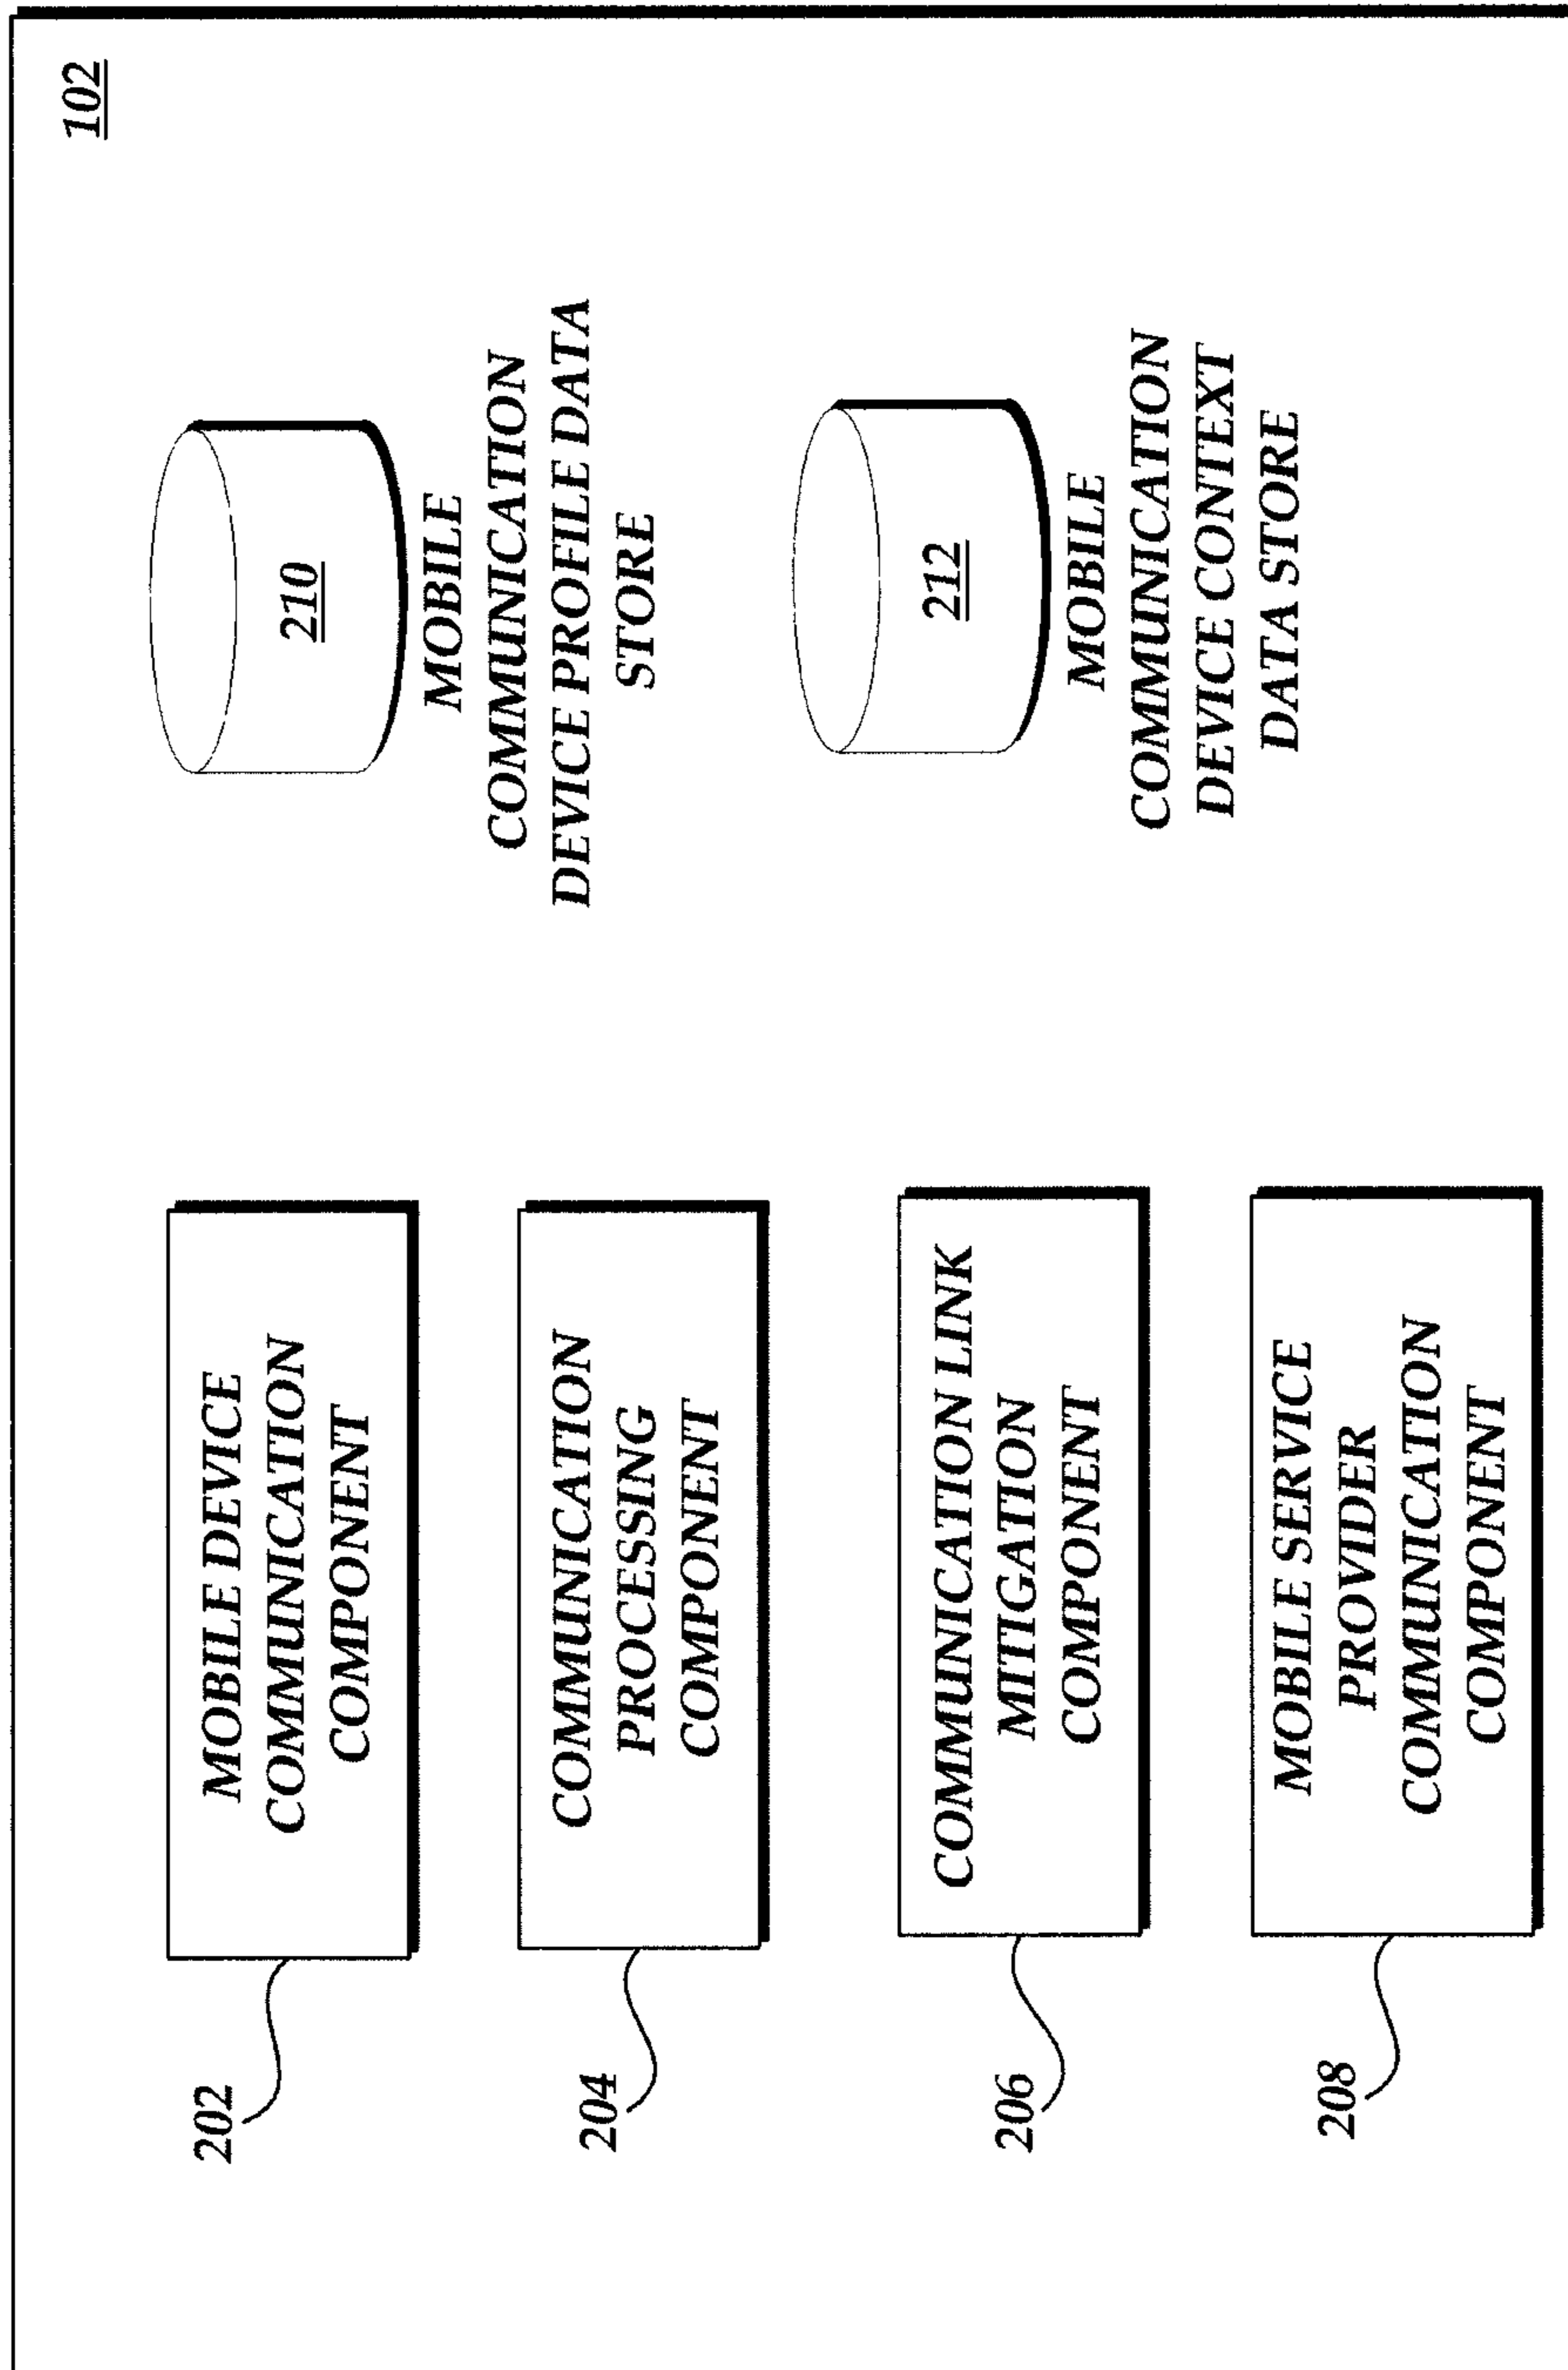 102
202
MOBILE DEVICE
COMMUNICATION
COMPONENT
204
COMMUNICATION
PROCESSING
COMPONENT
206
COMMUNICATION LINK
MITIGATION
COMPONENT
208
MOBILE SERVICE
PROVIDER
COMMUNICATION
COMPONENT
210
MOBILE
COMMUNICATION
DEVICE PROFILE DATA
STORE
212
MOBILE
COMMUNICATION
DEVICE CONTEXT
DATA STORE